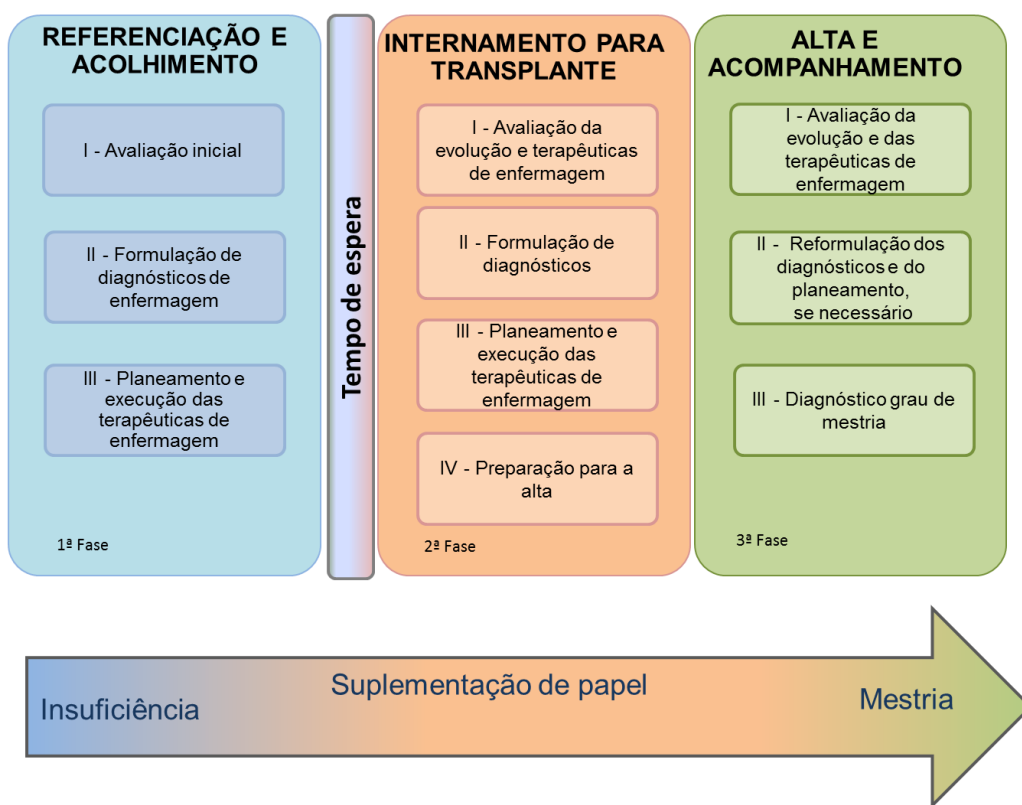 REFERENCIAÇÃO E
ACOLHIMENTO
I - Avaliação inicial
II - Formulação de
diagnósticos de
enfermagem
III - Planeamento e
execução das
terapêuticas de
enfermagem
1ª Fase
Tempo de espera
INTERNAMENTO PARA
TRANSPLANTE
I - Avaliação da
evolução e terapêuticas
de enfermagem
II - Formulação de
diagnósticos
III - Planeamento e
execução das
terapêuticas de
enfermagem
IV - Preparação para a
alta
2ª Fase
ALTA E
ACOMPANHAMENTO
I - Avaliação da
evolução e das
terapêuticas de
enfermagem
II - Reformulação dos
diagnósticos e do
planeamento,
se necessário
III - Diagnóstico grau de
mestria
3ª Fase
Insuficiência
Suplementação de papel
Mestria